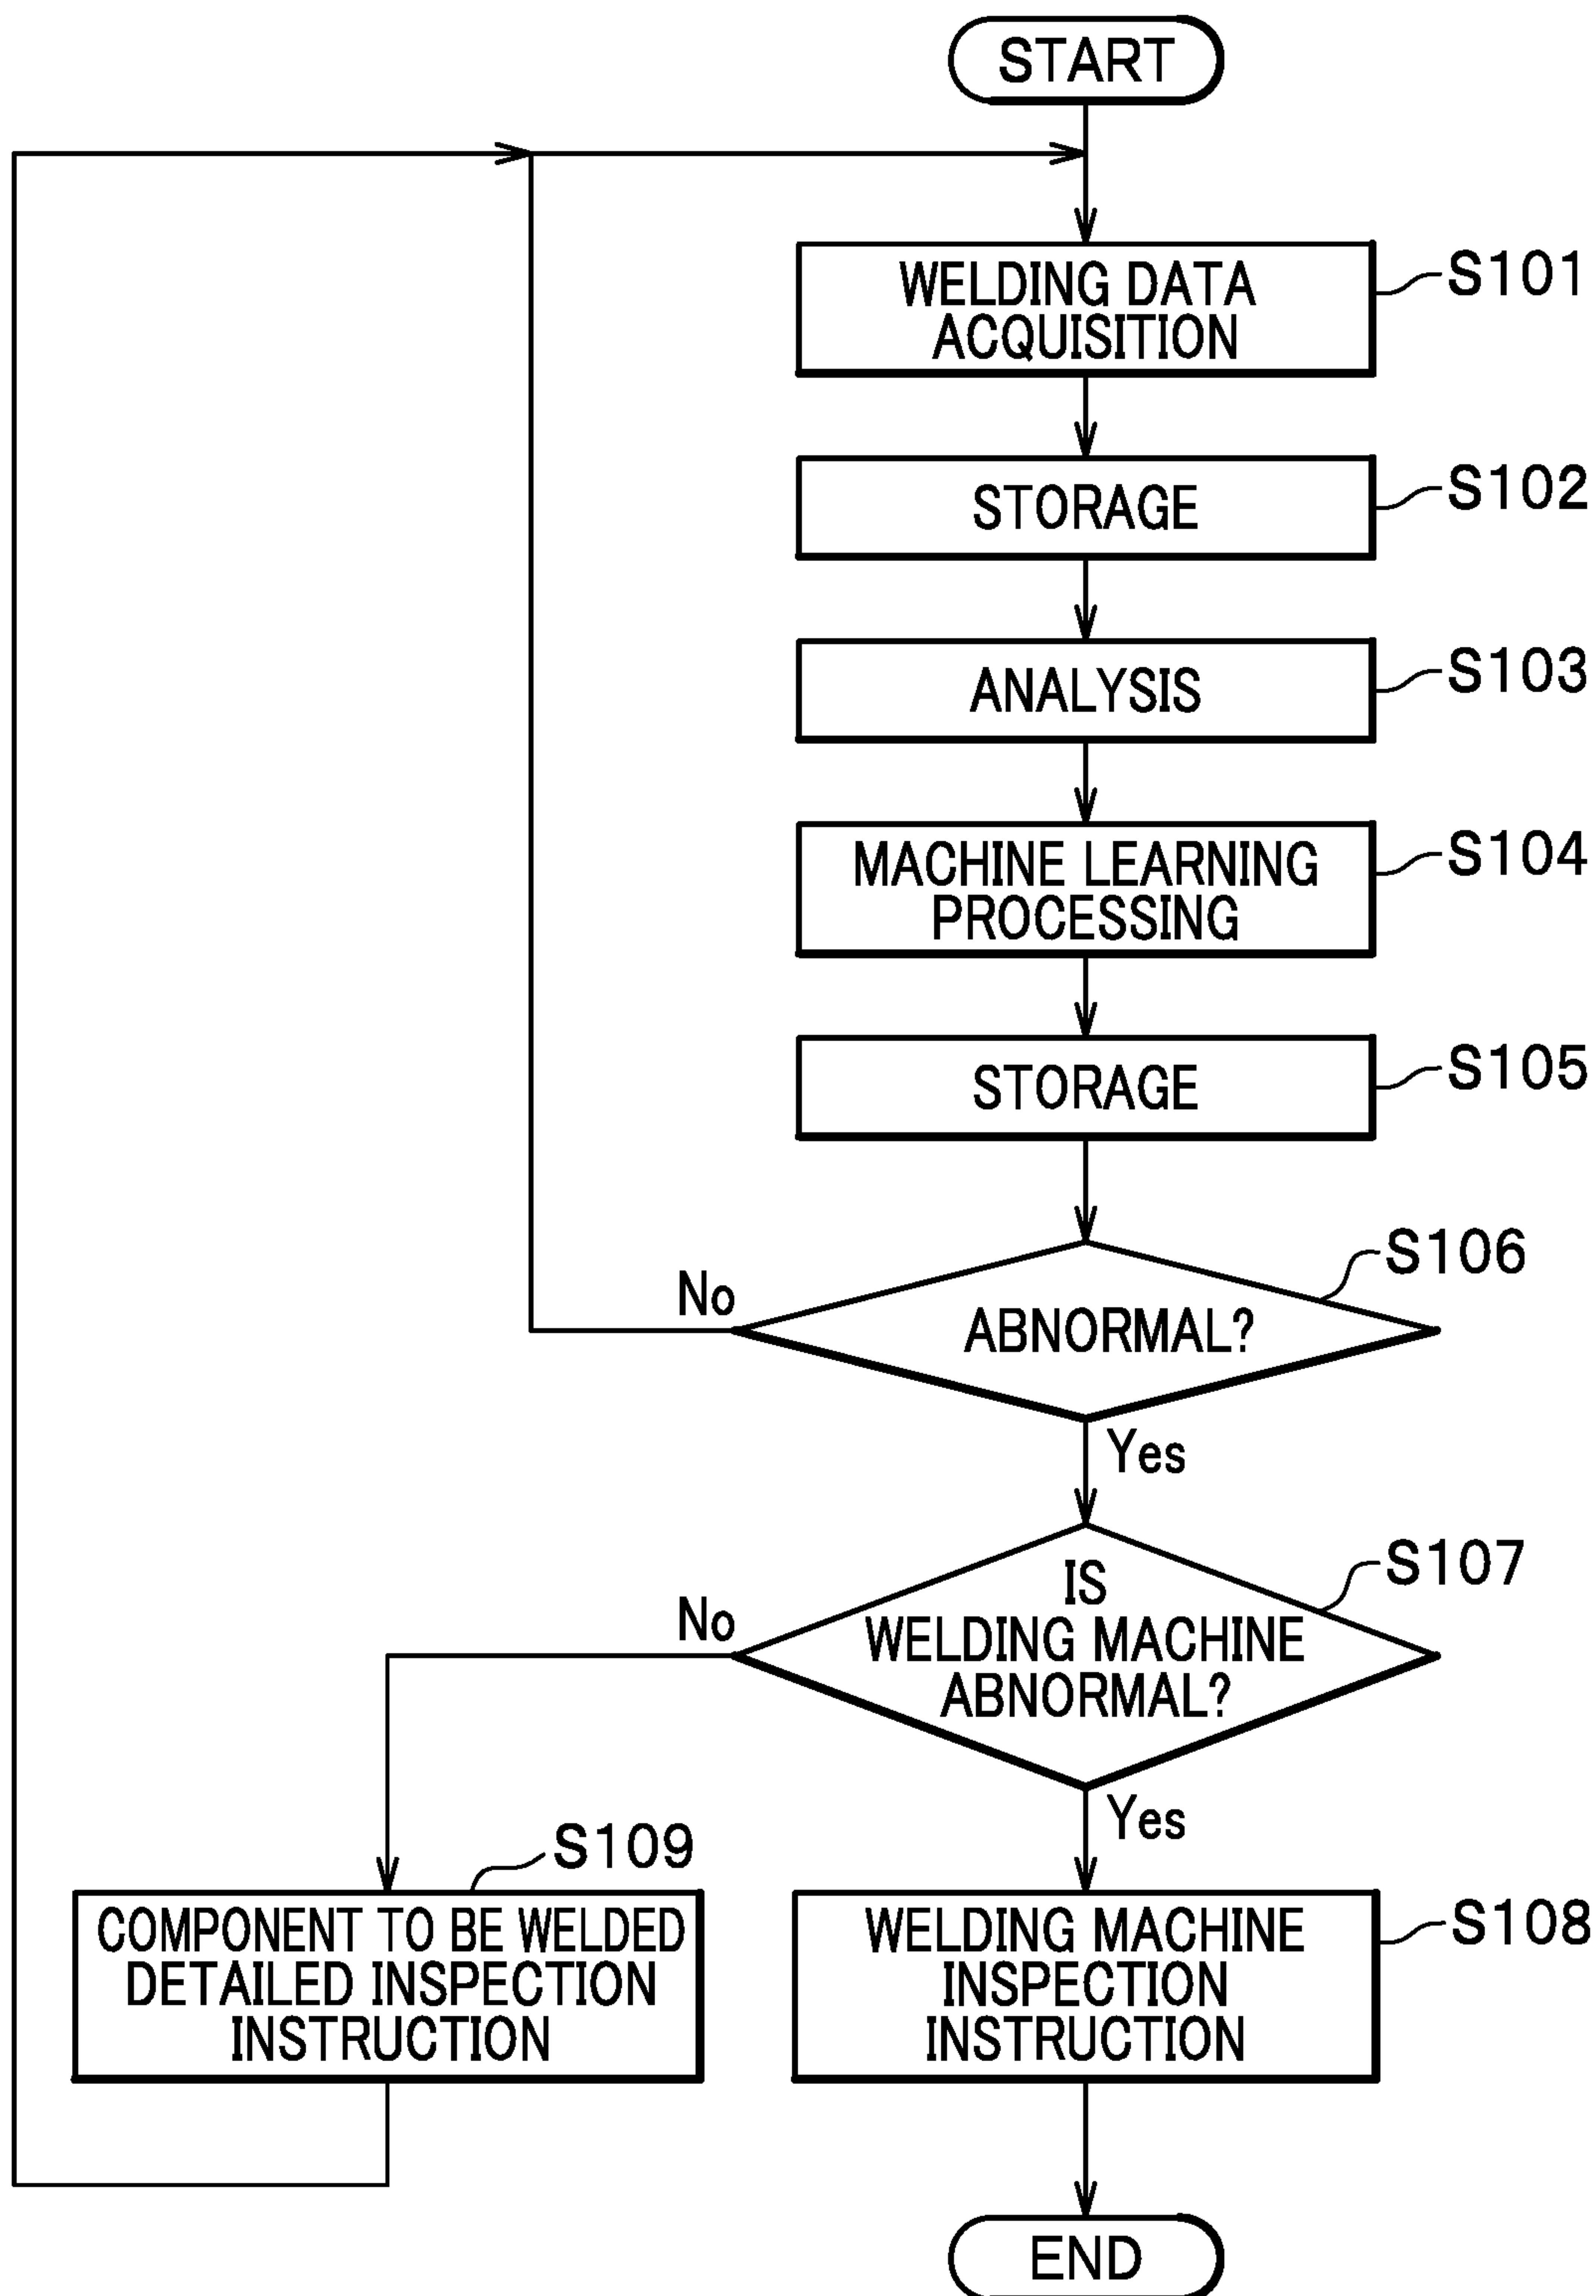 START
WELDING DATA
ACQUISITION
S101
STORAGE
S102
ANALYSIS
S103
MACHINE LEARNING
PROCESSING
S104
STORAGE
S105
S106
No
ABNORMAL?
Yes
S107
No
IS
WELDING MACHINE
ABNORMAL?
Yes
S109
COMPONENT TO BE WELDED
DETAILED INSPECTION
INSTRUCTION
WELDING MACHINE
INSPECTION
INSTRUCTION
S108
END